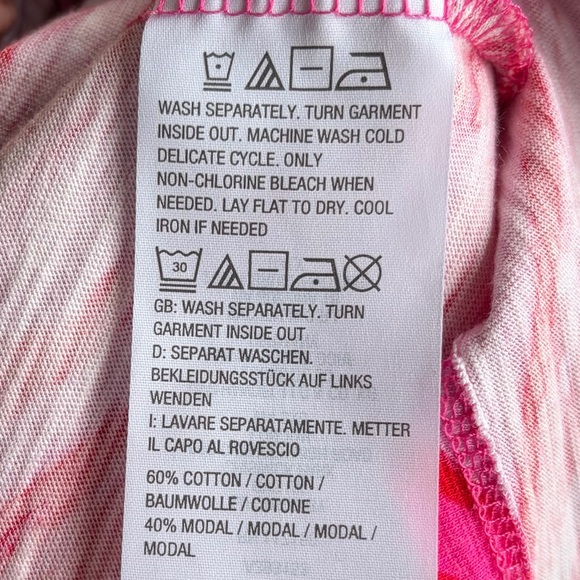 WASH SEPARATELY. TURN GARMENT
INSIDE OUT. MACHINE WASH COLD
DELICATE CYCLE. ONLY
NON-CHLORINE BLEACH WHEN
NEEDED. LAY FLAT TO DRY. COOL
IRON IF NEEDED
30
GB: WASH SEPARATELY. TURN
GARMENT INSIDE OUT
D: SEPARAT WASCHEN.
BEKLEIDUNGSSTÜCK AUF LINKS
WENDEN
I: LAVARE SEPARATAMENTE. METTER
IL CAPO AL ROVESCIO
60% COTTON / COTTON /
BAUMWOLLE / COTONE
40% MODAL / MODAL / MODAL /
MODAL